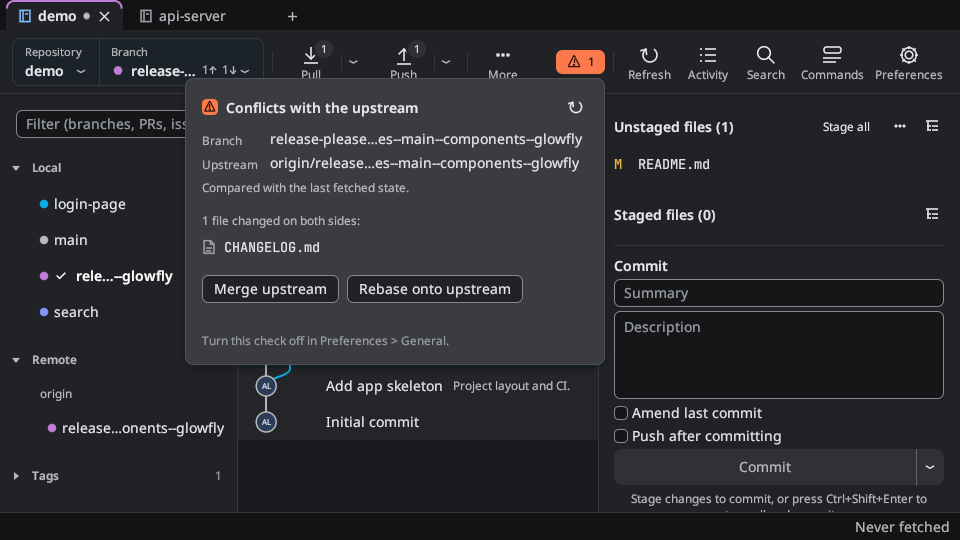 demo
api-server
Repository
demo
Branch
release-... 1↑ 1↓
1
Pull
1
Push
More
1
Refresh
Activity
Search
Commands
Preferences
Filter (branches, PRs, iss
Local
login-page
main
rele...--glowfly
search
Remote
origin
release...onents--glowfly
Tags 1
Conflicts with the upstream
Branch release-please...es--main--components--glowfly
Upstream origin/release...es--main--components--glowfly
Compared with the last fetched state.
1 file changed on both sides:
CHANGELOG.md
Merge upstream
Rebase onto upstream
Turn this check off in Preferences > General.
AL Add app skeleton Project layout and CI.
AL Initial commit
Unstaged files (1)
Stage all
M README.md
Staged files (0)
Commit
Summary
Description
Amend last commit
Push after committing
Commit
Stage changes to commit, or press Ctrl+Shift+Enter to
Never fetched